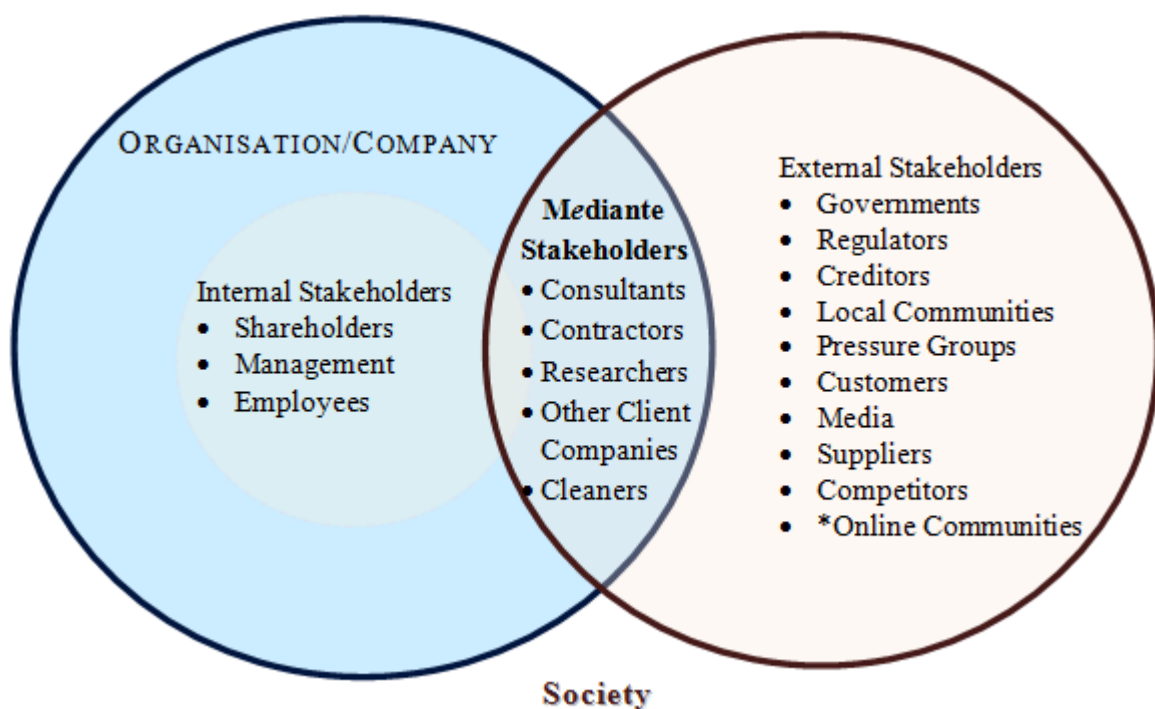 ORGANISATION/COMPANY
Internal Stakeholders
• Shareholders
• Management
• Employees
Mediante
Stakeholders
• Consultants
• Contractors
• Researchers
• Other Client
Companies
• Cleaners
External Stakeholders
• Governments
• Regulators
• Creditors
• Local Communities
• Pressure Groups
• Customers
• Media
• Suppliers
• Competitors
• *Online Communities
Society